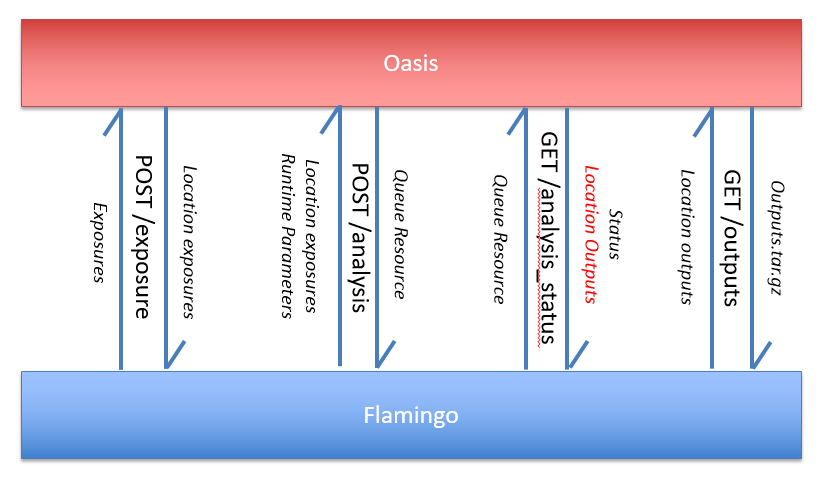 Oasis
Exposures
POST /exposure
Location exposures
Location exposures
Runtime Parameters
POST /analysis
Queue Resource
Queue Resource
GET /analysis_status
Status
Location Outputs
Location outputs
GET /outputs
Outputs.tar.gz
Flamingo